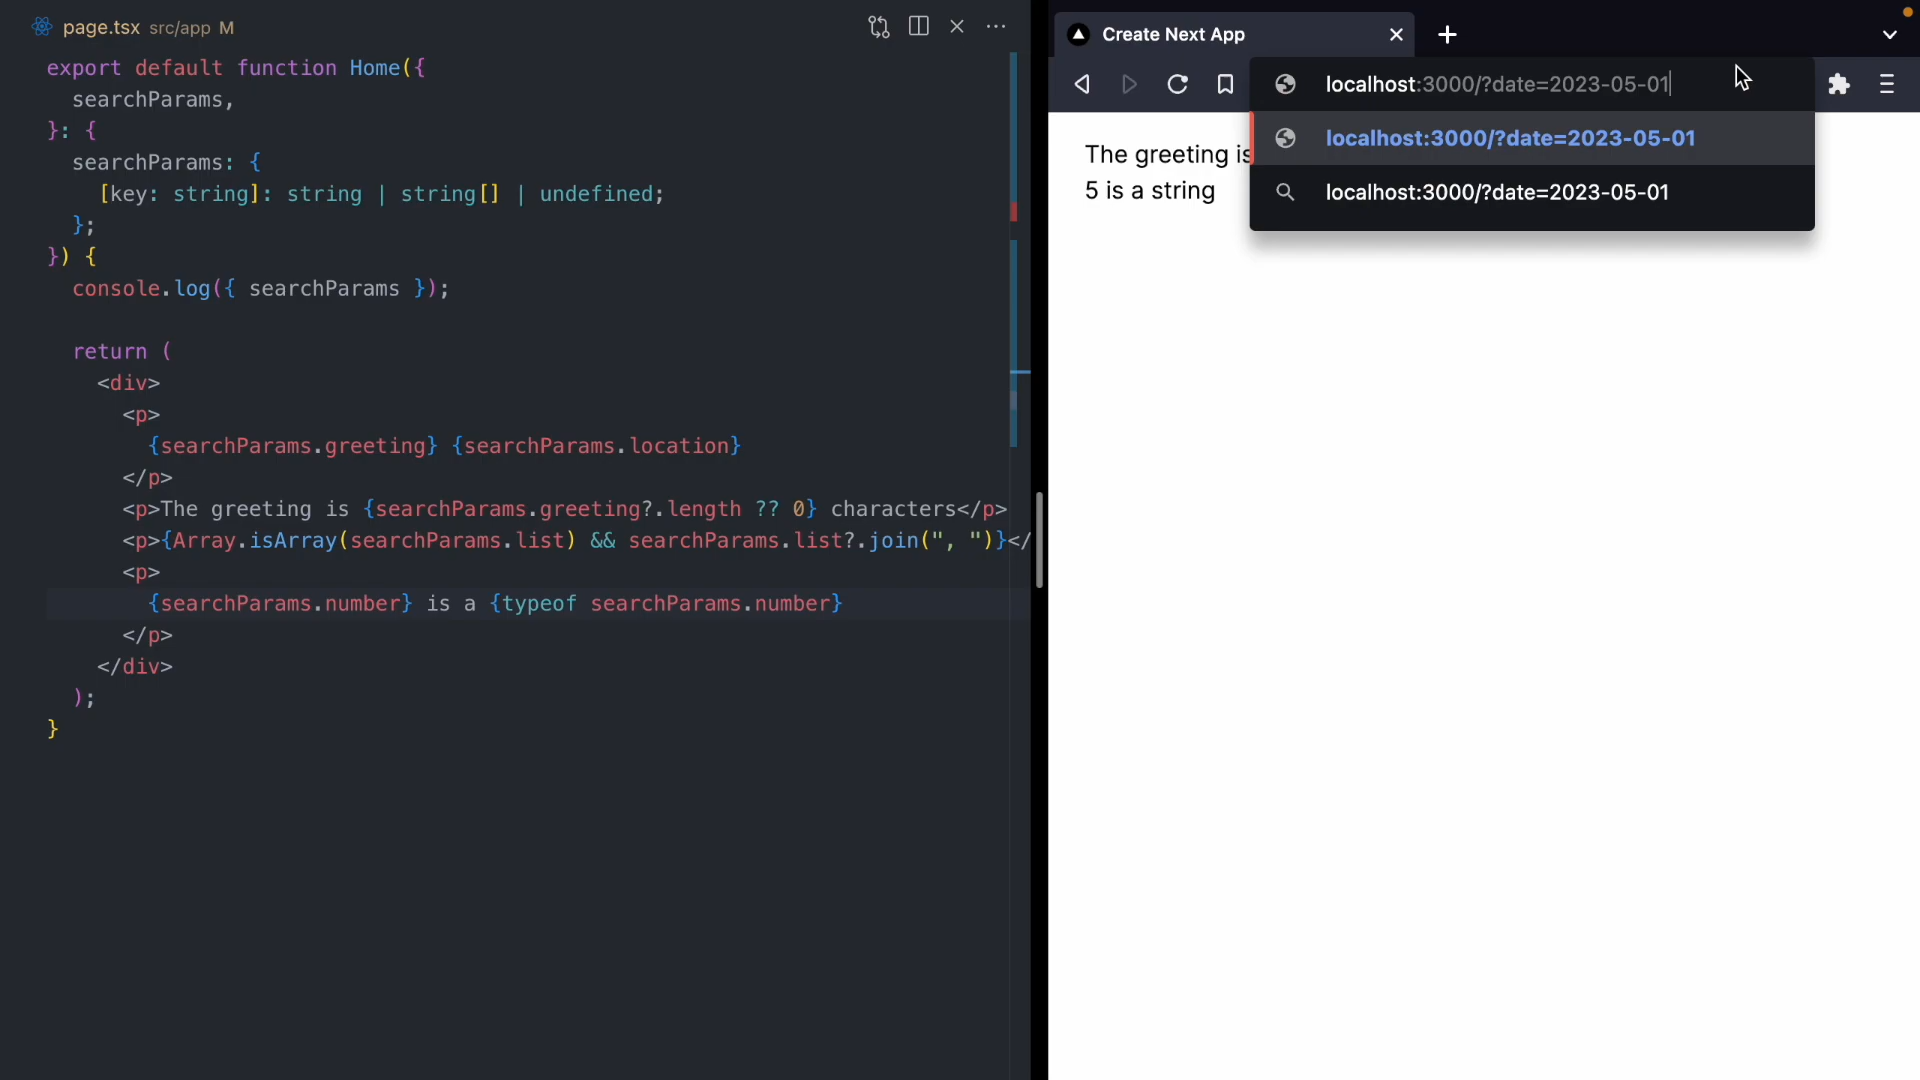 page.tsx src/app M
export default function Home({
searchParams,
}: {
searchParams: {
[key: string]: string | string[] | undefined;
};
}) {
console.log({ searchParams });
return (
<div>
<p>
{searchParams.greeting} {searchParams.location}
</p>
<p>The greeting is {searchParams.greeting?.length ?? 0} characters</p>
<p>{Array.isArray(searchParams.list) && searchParams.list?.join(", ")}</
<p>
{searchParams.number} is a {typeof searchParams.number}
</p>
</div>
);
}
Create Next App
localhost:3000/?date=2023-05-01
localhost:3000/?date=2023-05-01
localhost:3000/?date=2023-05-01
The greeting is
5 is a string